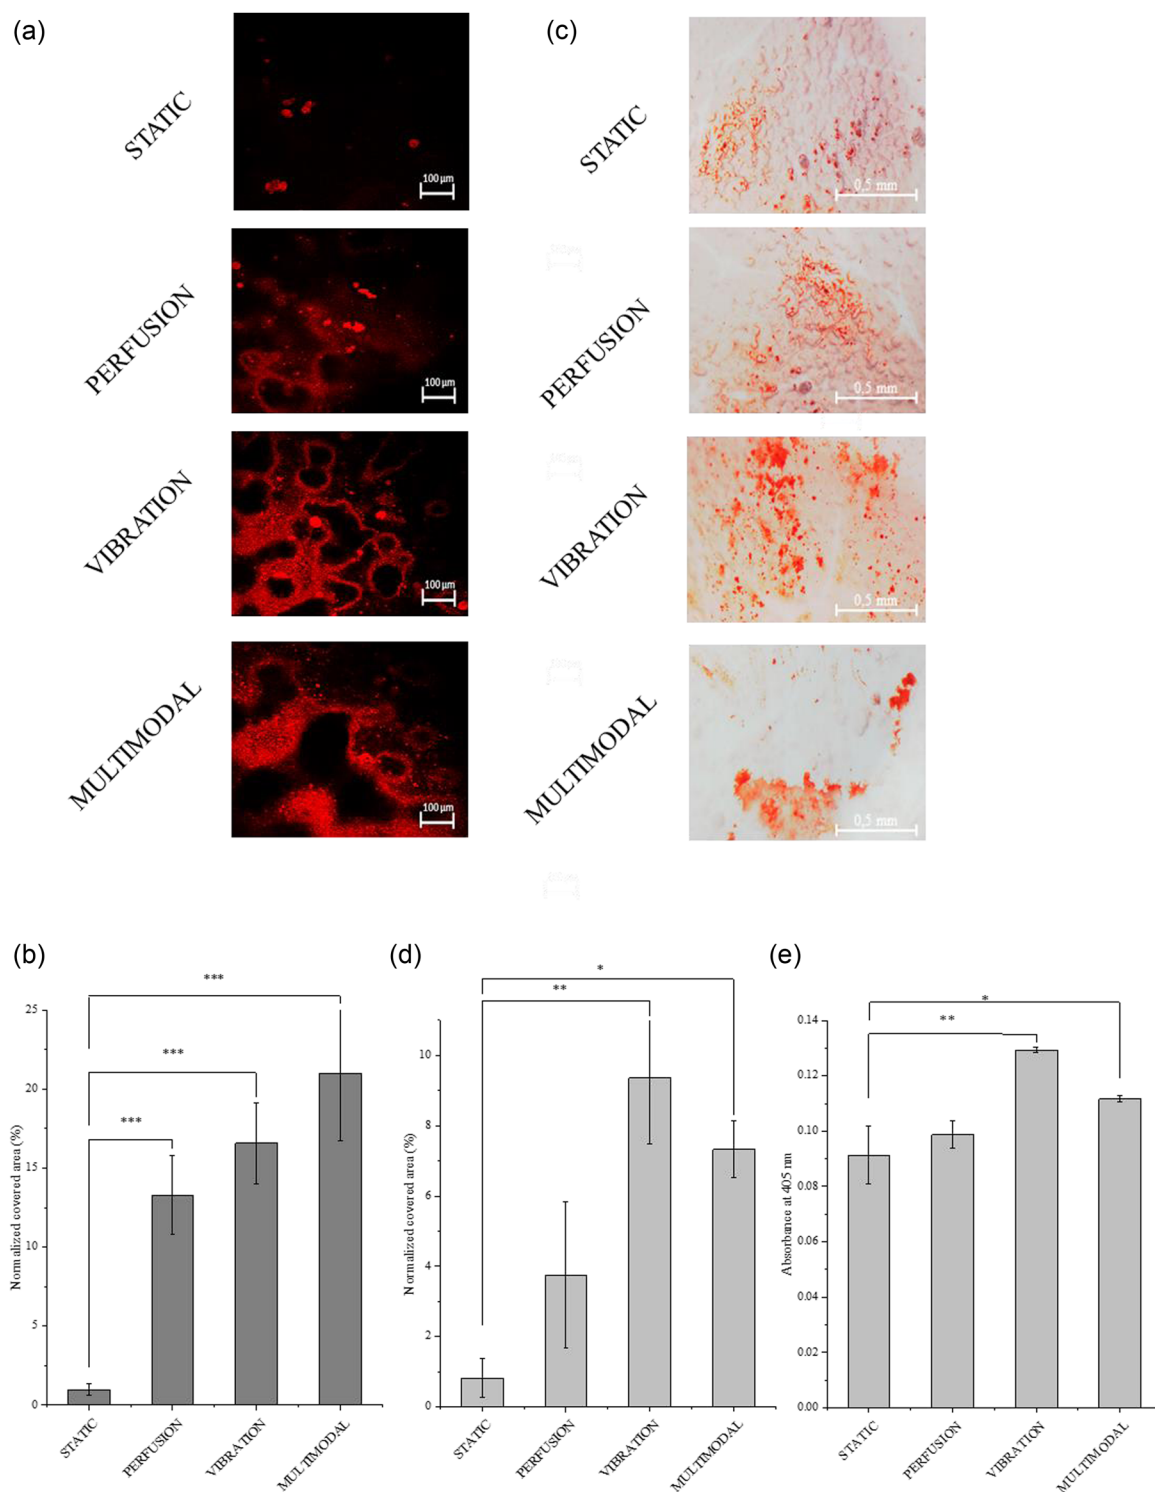 (a)
STATIC
100 µm
PERFUSION
100 µm
VIBRATION
100 µm
MULTIMODAL
100 µm
(c)
STATIC
0,5 mm
PERFUSION
0,5 mm
VIBRATION
0,5 mm
MULTIMODAL
0,5 mm
(b)
***
***
***
25
20
15
10
5
0
Normalized covered area (%)
STATIC
PERFUSION
VIBRATION
MULTIMODAL
(d)
*
**
10
8
6
4
2
0
Normalized covered area (%)
STATIC
PERFUSION
VIBRATION
MULTIMODAL
(e)
*
**
0.14
0.12
0.10
0.08
0.06
0.04
0.02
0.00
Absorbance at 405 nm
STATIC
PERFUSION
VIBRATION
MULTIMODAL